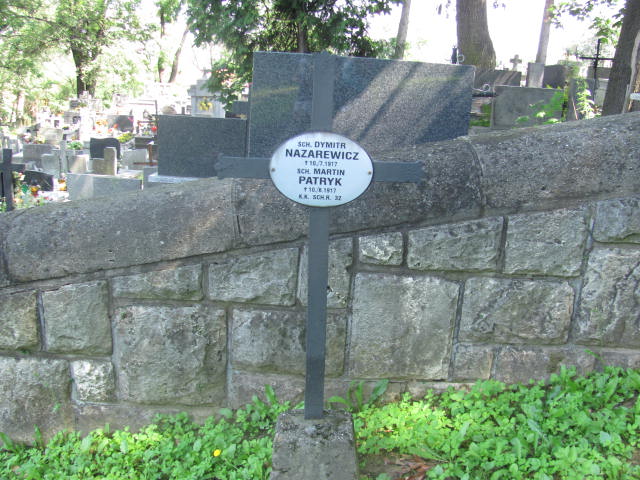 SCH. DYMITR
NAZAREWICZ
† 10./7.1917
SCH. MARTIN
PATRYK
† 10./8.1917
K.K. SCH.R. 32